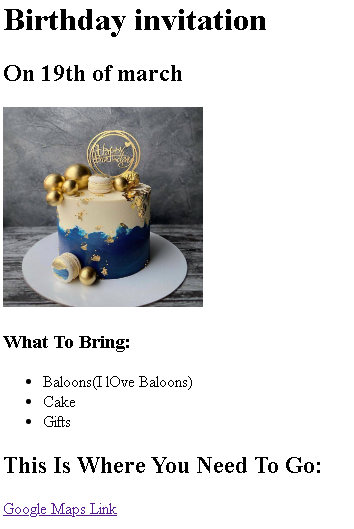 Birthday invitation
On 19th of march
Happy
Birthday
What To Bring:
Baloons(I lOve Baloons)
Cake
Gifts
This Is Where You Need To Go:
Google Maps Link